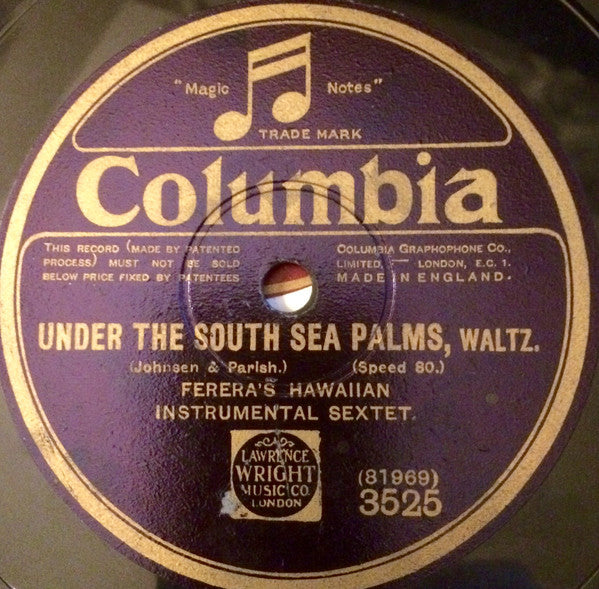 "Magic Notes"
TRADE MARK
Columbia
THIS RECORD (MADE BY PATENTED
PROCESS) MUST NOT BE SOLD
BELOW PRICE FIXED BY PATENTEES
COLUMBIA GRAPHOPHONE CO.,
LIMITED, — LONDON, E.C. 1.
MADE IN ENGLAND.
UNDER THE SOUTH SEA PALMS, WALTZ.
(Johnsen & Parish.) (Speed 80.)
FERERA'S HAWAIIAN
INSTRUMENTAL SEXTET.
LAWRENCE
WRIGHT
MUSIC CO.
LONDON
(81969)
3525